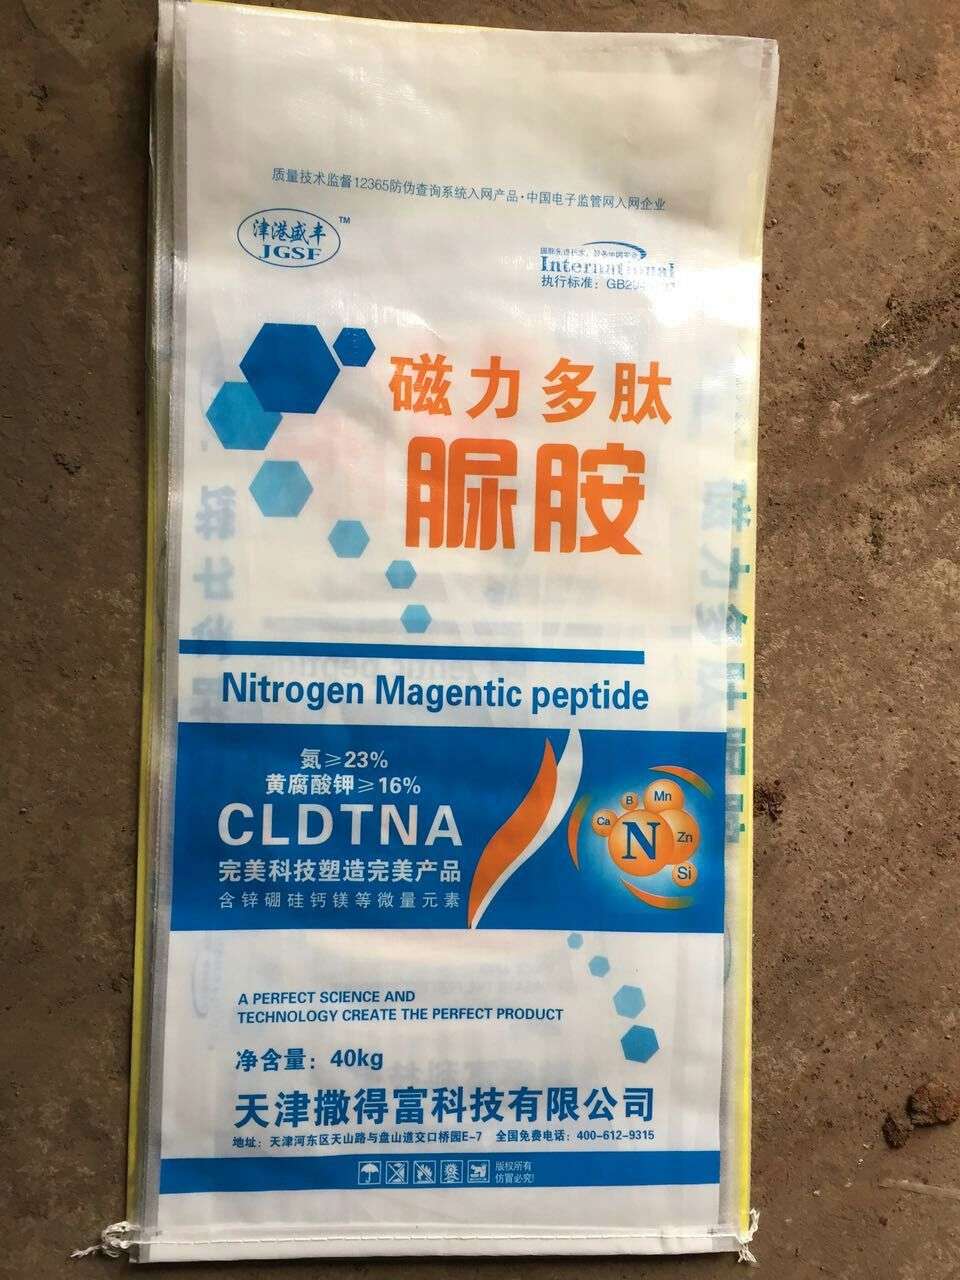 质量技术监督12365防伪查询系统入网产品·中国电子监管网入网企业
津港盛丰
JGSF
TM
International
执行标准：
磁力多肽
脲胺
Nitrogen Magentic peptide
氮≥23%
黄腐酸钾≥16%
CLDTNA
完美科技塑造完美产品
含锌硼硅钙镁等微量元素
B
Mn
Ca
N
Zn
Si
A PERFECT SCIENCE AND
TECHNOLOGY CREATE THE PERFECT PRODUCT
净含量：40kg
天津撒得富科技有限公司
地址：天津河东区天山路与盘山道交口桥园E-7 全国免费电话：400-612-9315
版权所有
仿冒必究!